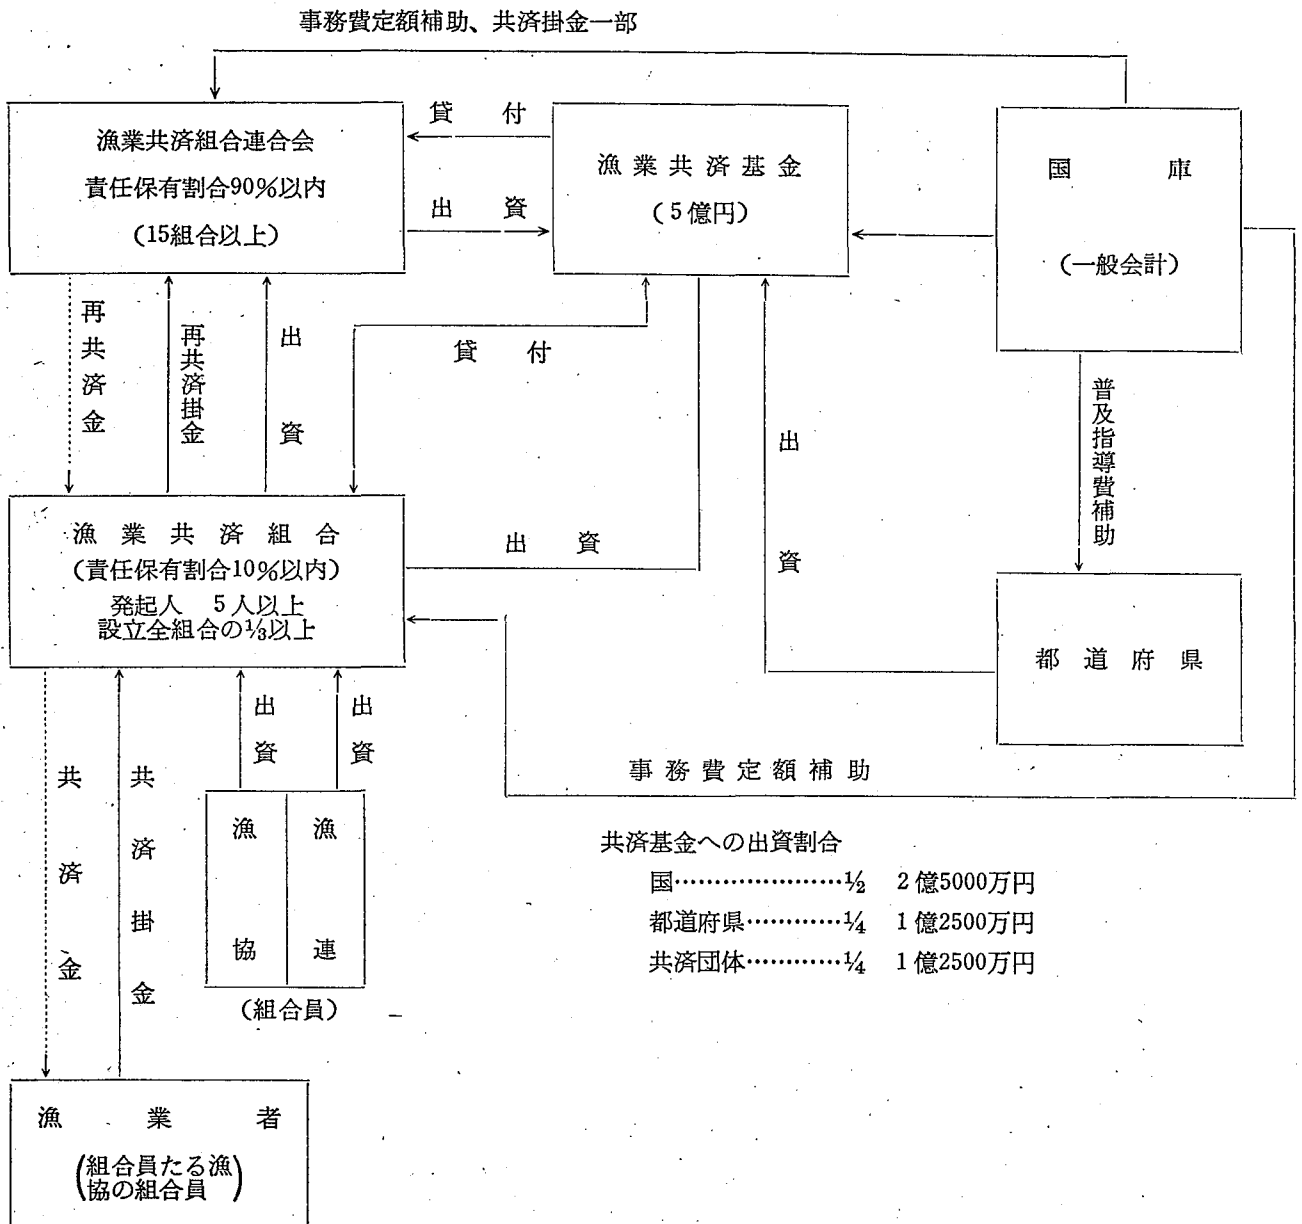 事務費定額補助、共済掛金一部
漁業共済組合連合会
責任保有割合90%以内
(15組合以上)
貸付
出資
漁業共済基金
(5億円)
国庫
(一般会計)
再共済金
再共済掛金
出資
貸付
出資
普及指導費補助
漁業共済組合
(責任保有割合10%以内)
発起人 5人以上
設立全組合の⅓以上
出資
都道府県
出資
出資
事務費定額補助
共済金
共済掛金
漁協
漁連
(組合員)
共済基金への出資割合
国…………………½ 2億5000万円
都道府県…………¼ 1億2500万円
共済団体…………¼ 1億2500万円
漁業者
(組合員たる漁
協の組合員)